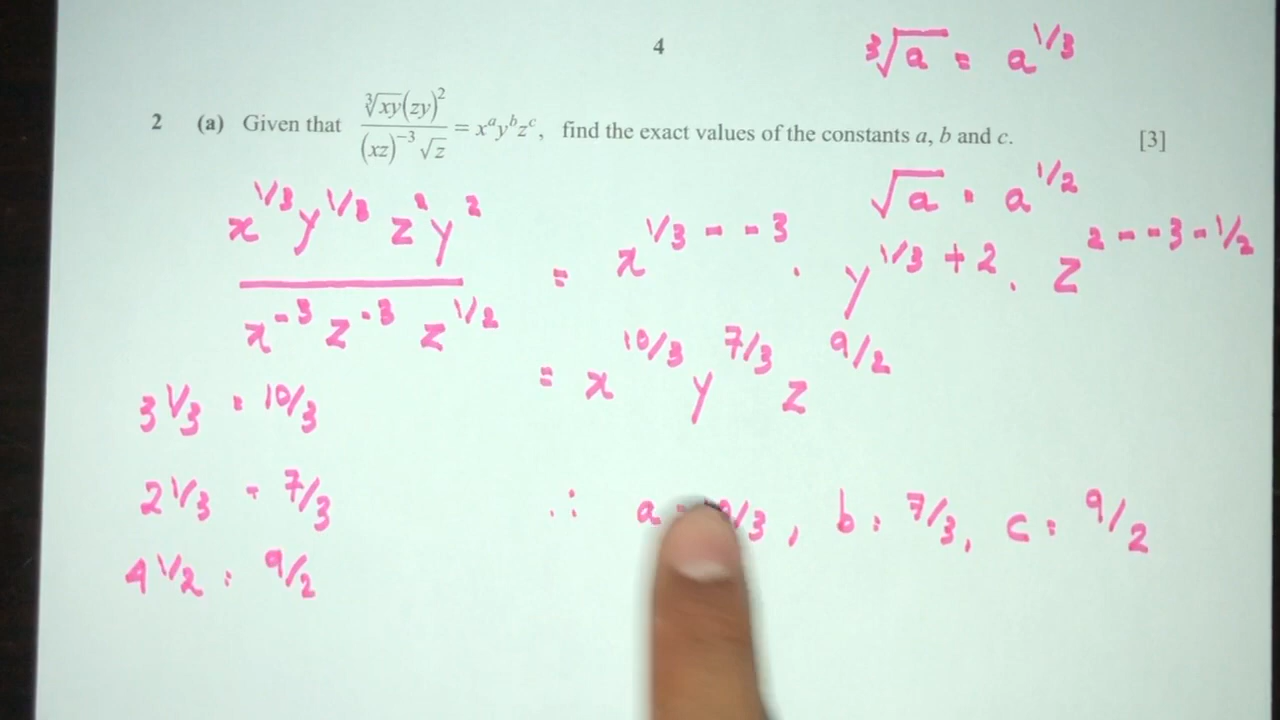 4
∛a = a^1/3
2 (a) Given that ∛xy(zy)^2 / (xz)^-3 √z = x^a y^b z^c, find the exact values of the constants a, b and c. [3]
√a = a^1/2
x^1/3 y^1/3 z^2 y^2 / x^-3 z^-3 z^1/2 = x^1/3 - -3 . y^1/3 + 2 . z^2 - -3 - 1/2
= x^10/3 y^7/3 z^9/2
3 1/3 = 10/3
2 1/3 = 7/3
∴ a = /3, b = 7/3, c = 9/2
4 1/2 = 9/2